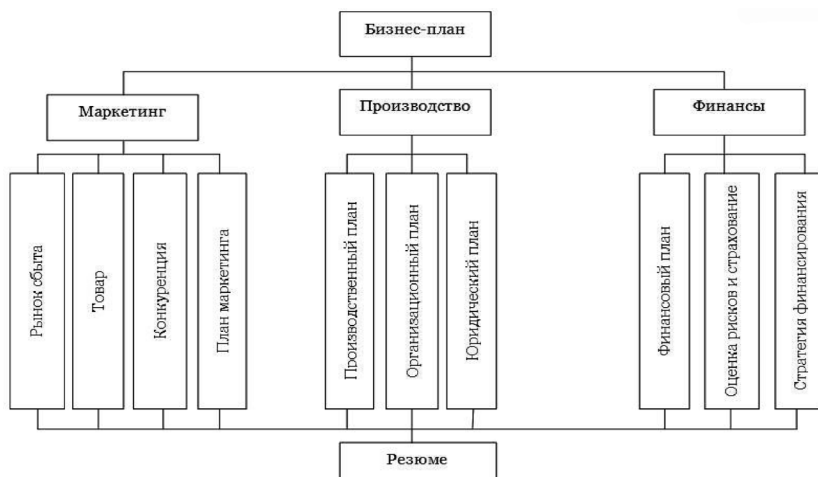 Бизнес-план
Маркетинг
Производство
Финансы
Рынок сбыта
Товар
Конкуренция
План маркетинга
Производственный план
Организационный план
Юридический план
Финансовый план
Оценка рисков и страхование
Стратегия финансирования
Резюме